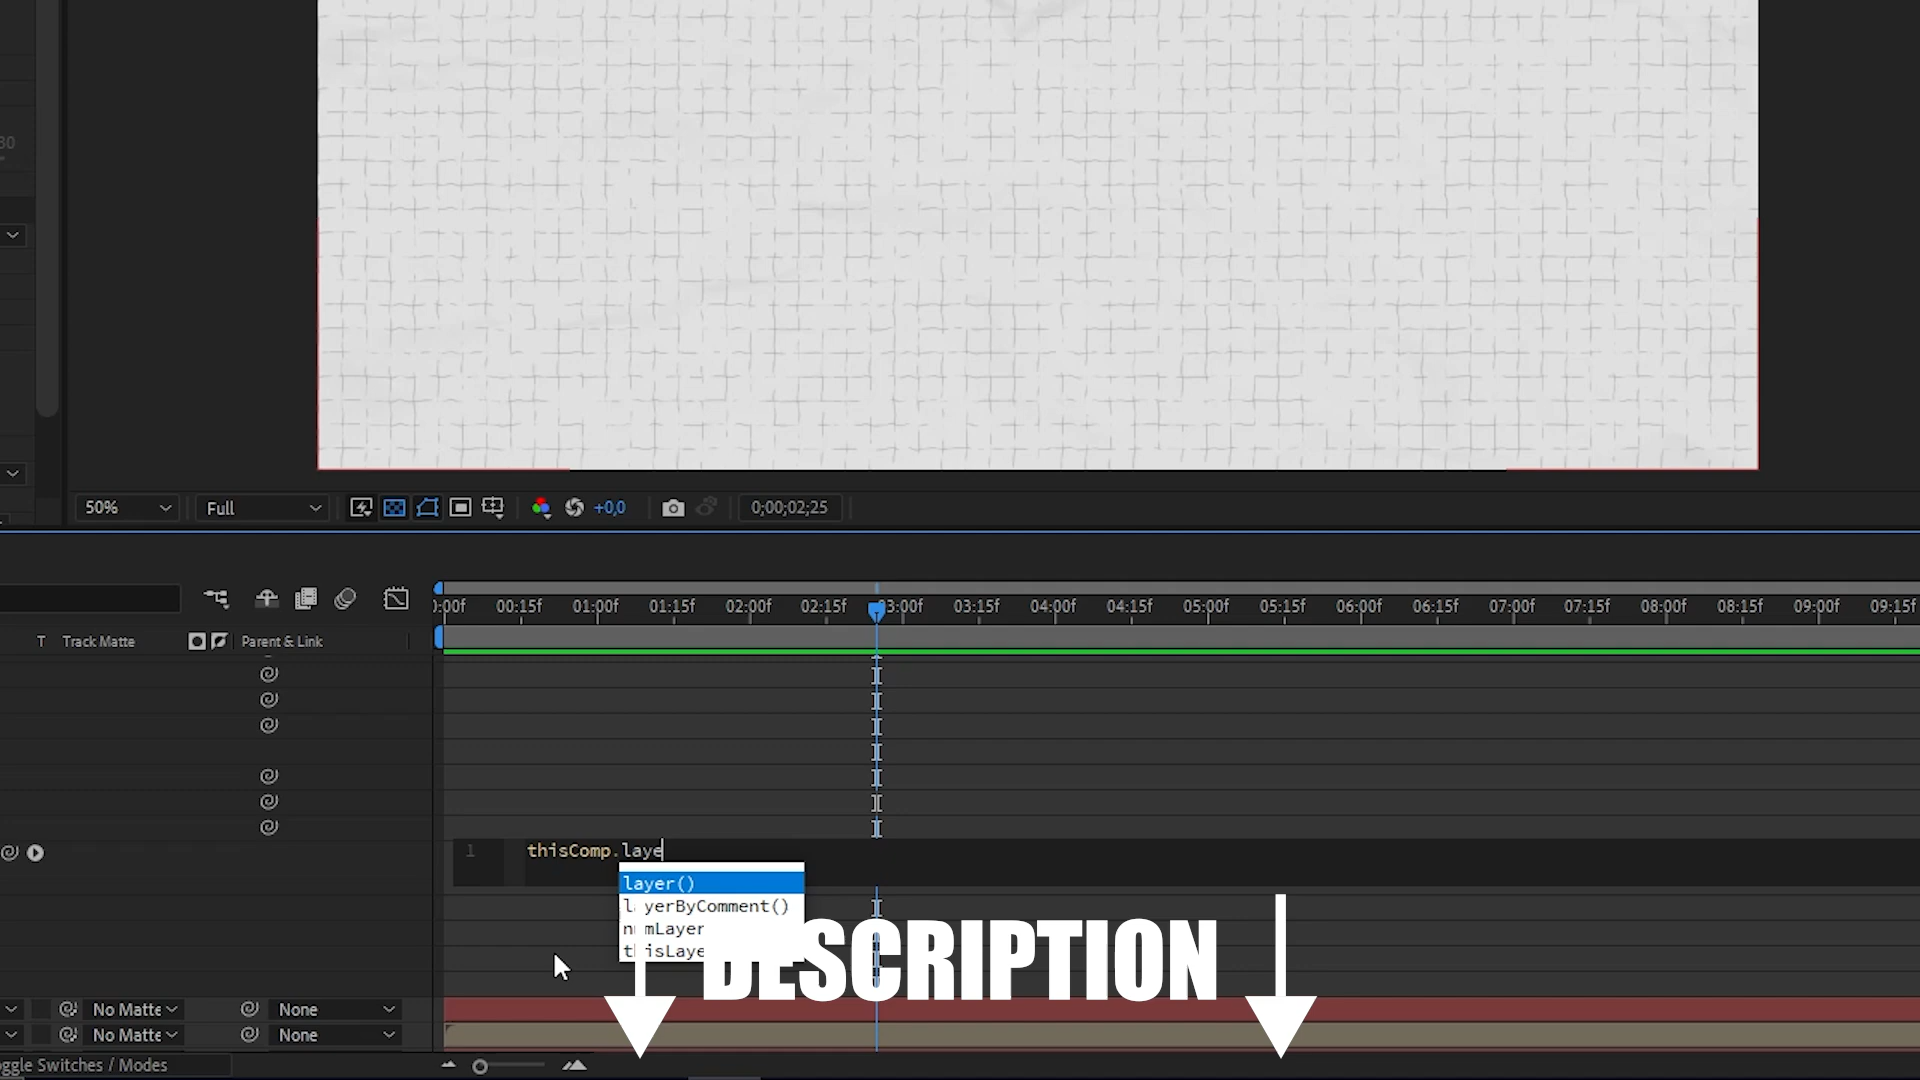 30
50%
Full
+0,0
0;00;02;25
):00f 00:15f 01:00f 01:15f 02:00f 02:15f 03:00f 03:15f 04:00f 04:15f 05:00f 05:15f 06:00f 06:15f 07:00f 07:15f 08:00f 08:15f 09:00f 09:15f
T Track Matte Parent & Link
1 thisComp.laye
layer()
layerByComment()
numLayer
thisLaye
DESCRIPTION
No Matte None
No Matte None
ggle Switches / Modes